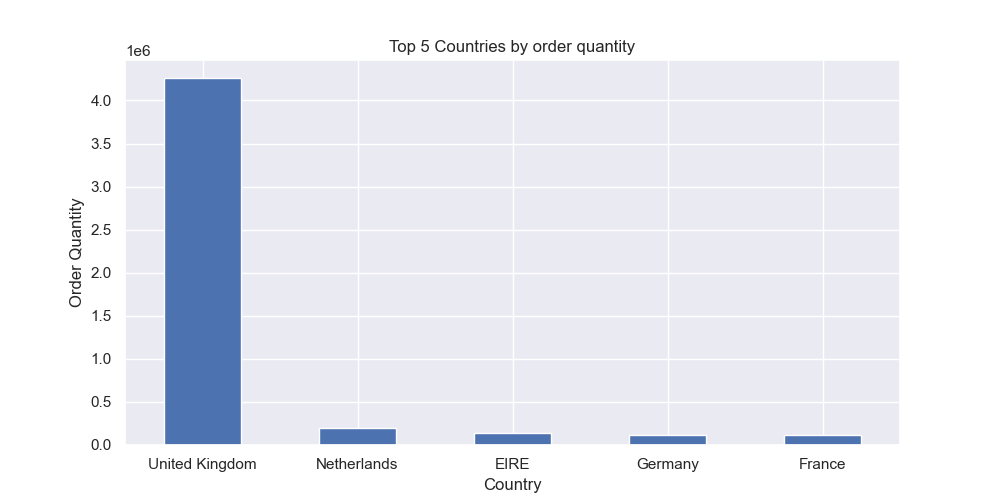 Top 5 Countries by order quantity
1e6
4.0
3.5
3.0
2.5
2.0
1.5
1.0
0.5
0.0
Order Quantity
United Kingdom
Netherlands
EIRE
Germany
France
Country